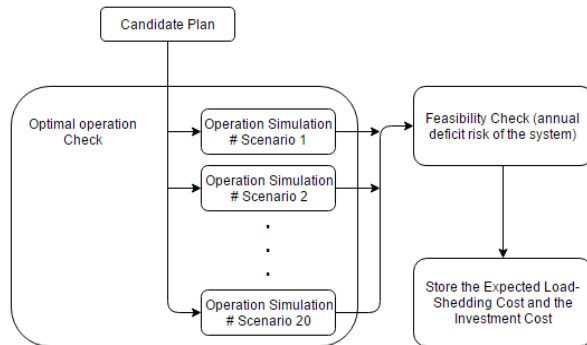 Candidate Plan
Optimal operation
Check
Operation Simulation
# Scenario 1
Operation Simulation
# Scenario 2
.
.
.
Operation Simulation
# Scenario 20
Feasibility Check (annual
deficit risk of the system)
Store the Expected Load-
Shedding Cost and the
Investment Cost